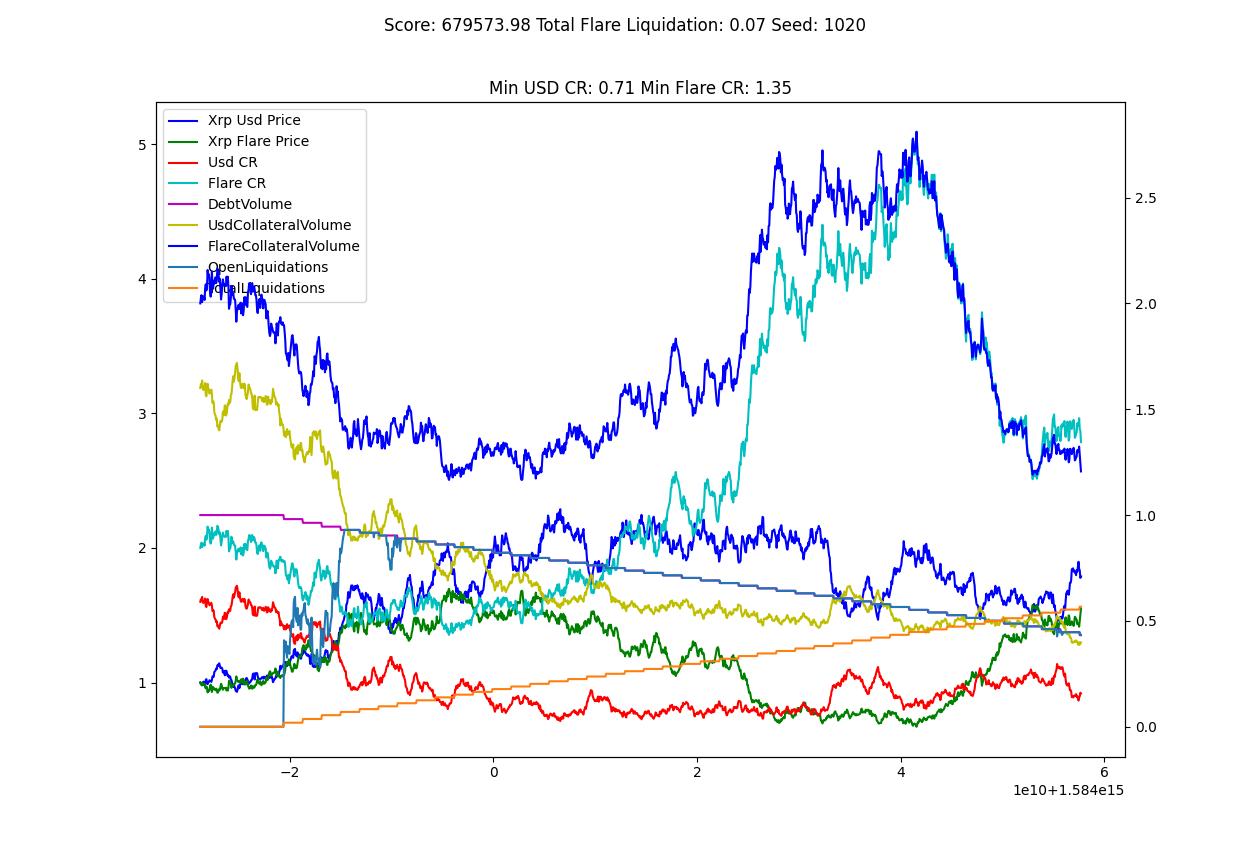 Score: 679573.98 Total Flare Liquidation: 0.07 Seed: 1020
Min USD CR: 0.71 Min Flare CR: 1.35
Xrp Usd Price
Xrp Flare Price
Usd CR
Flare CR
DebtVolume
UsdCollateralVolume
FlareCollateralVolume
OpenLiquidations
TotalLiquidations
5
4
3
2
1
2.5
2.0
1.5
1.0
0.5
0.0
−2
0
2
4
6
1e10+1.584e15